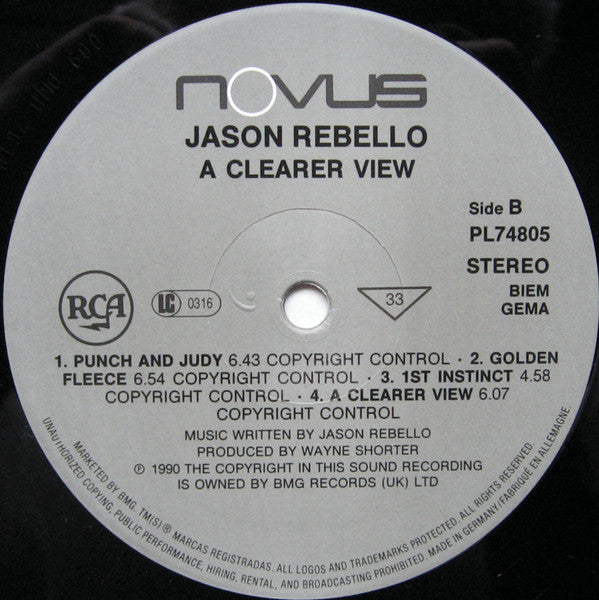 novus
JASON REBELLO
A CLEARER VIEW
Side B
PL74805
STEREO
BIEM
GEMA
RCA
LC 0316
33
1. PUNCH AND JUDY 6.43 COPYRIGHT CONTROL · 2. GOLDEN
FLEECE 6.54 COPYRIGHT CONTROL · 3. 1ST INSTINCT 4.58
COPYRIGHT CONTROL · 4. A CLEARER VIEW 6.07
COPYRIGHT CONTROL
MUSIC WRITTEN BY JASON REBELLO
PRODUCED BY WAYNE SHORTER
℗ 1990 THE COPYRIGHT IN THIS SOUND RECORDING
IS OWNED BY BMG RECORDS (UK) LTD
MARKETED BY BMG. TM(S)® MARCAS REGISTRADAS. ALL LOGOS AND TRADEMARKS PROTECTED. ALL RIGHTS RESERVED.
UNAUTHORIZED COPYING, PUBLIC PERFORMANCE, HIRING, RENTAL, AND BROADCASTING PROHIBITED. MADE IN GERMANY/FABRIQUE EN ALLEMAGNE.